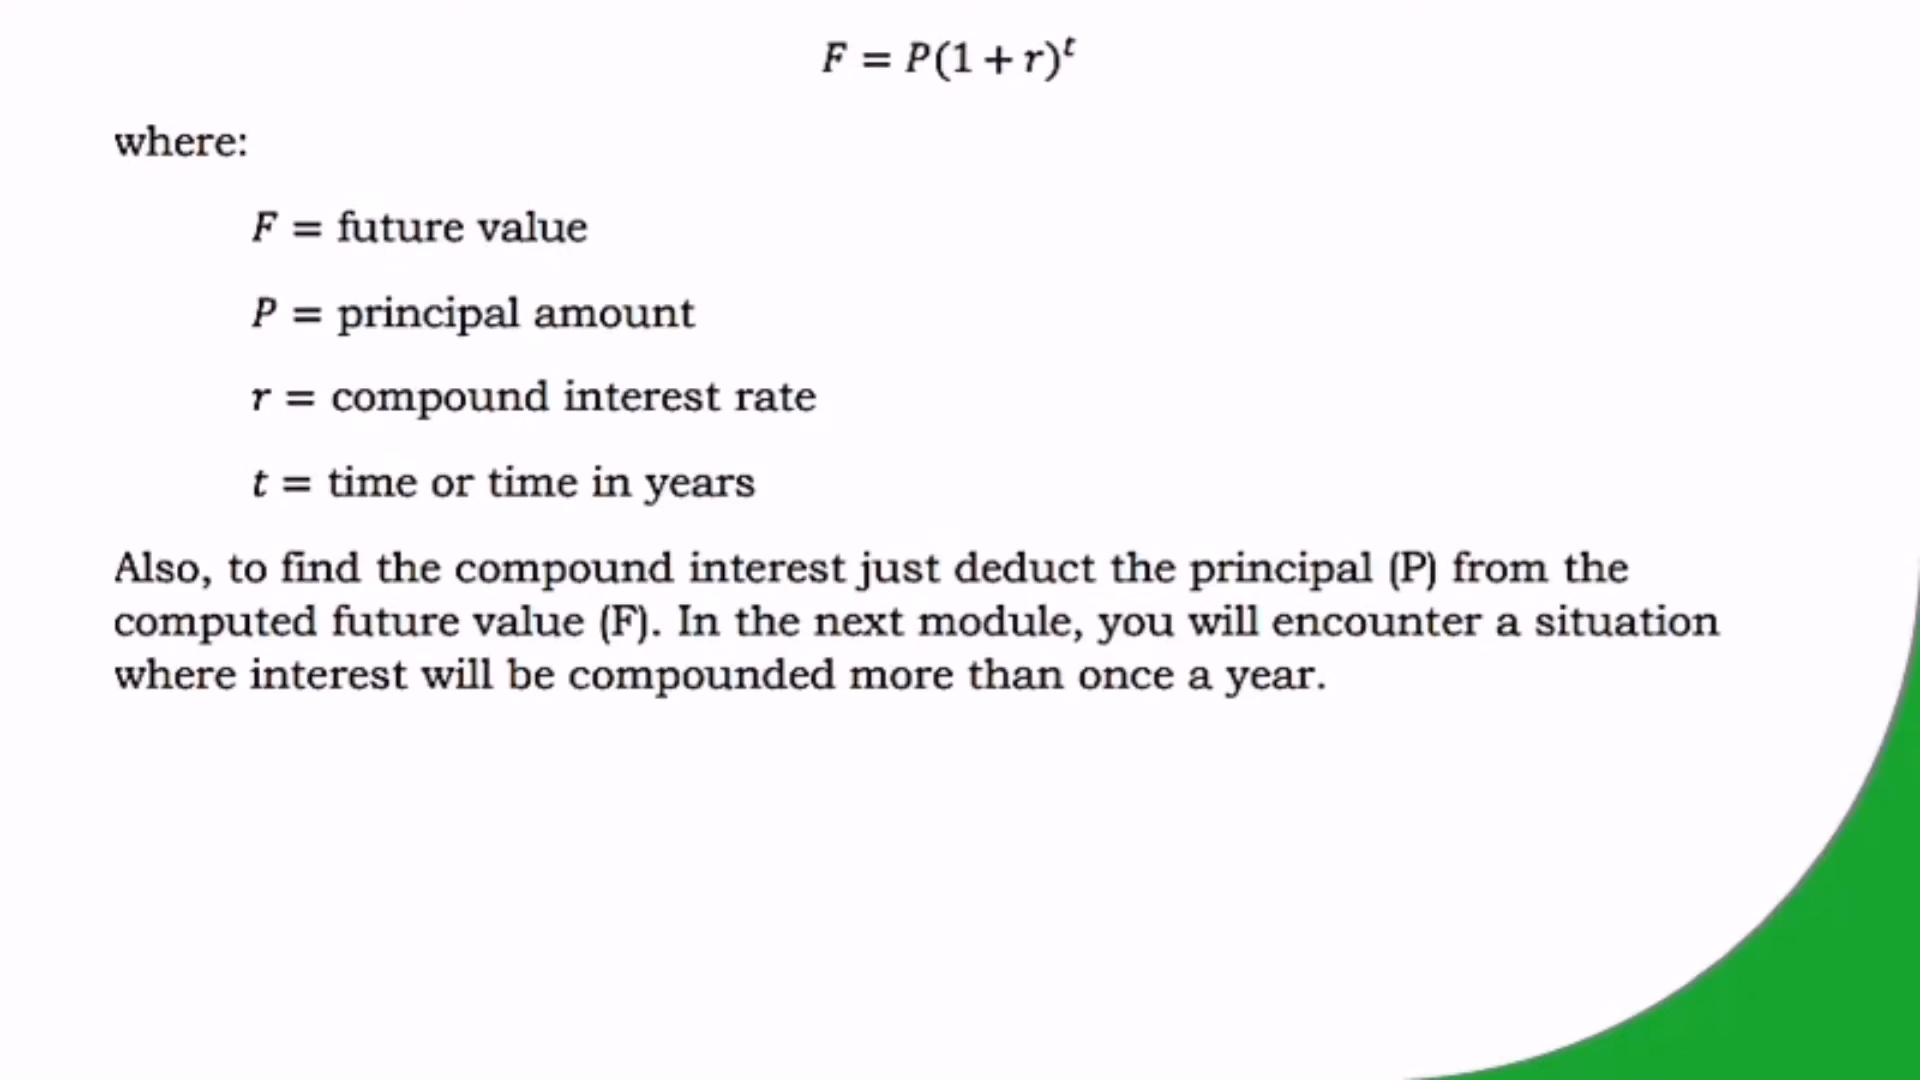 F = P(1 + r)ᵗ
where:
F = future value
P = principal amount
r = compound interest rate
t = time or time in years
Also, to find the compound interest just deduct the principal (P) from the
computed future value (F). In the next module, you will encounter a situation
where interest will be compounded more than once a year.